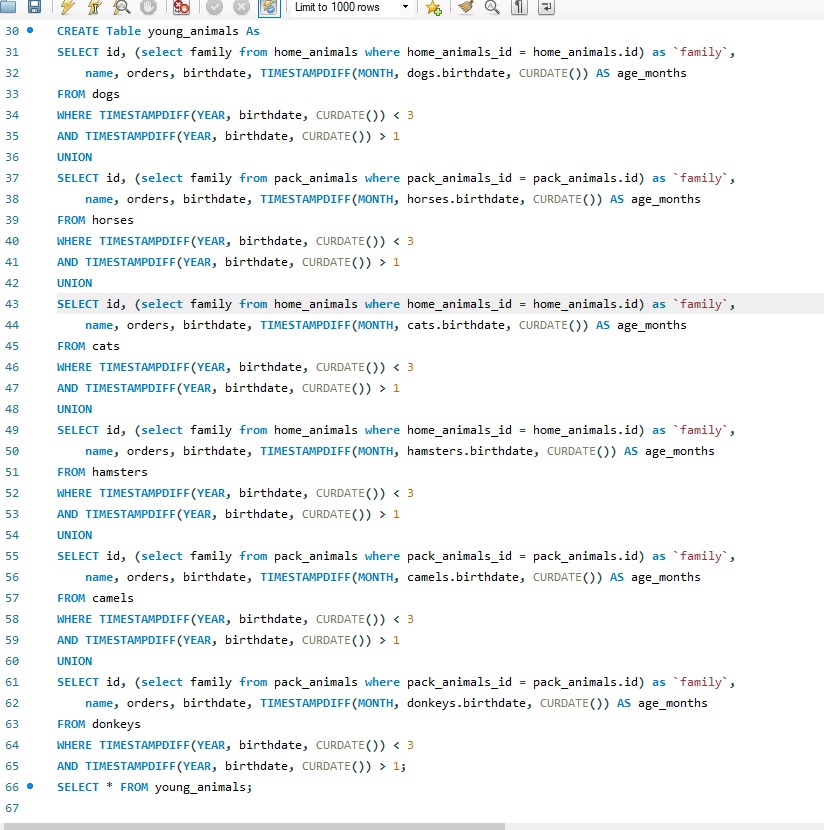 Limit to 1000 rows
30 CREATE Table young_animals As
31 SELECT id, (select family from home_animals where home_animals_id = home_animals.id) as `family`,
32 name, orders, birthdate, TIMESTAMPDIFF(MONTH, dogs.birthdate, CURDATE()) AS age_months
33 FROM dogs
34 WHERE TIMESTAMPDIFF(YEAR, birthdate, CURDATE()) < 3
35 AND TIMESTAMPDIFF(YEAR, birthdate, CURDATE()) > 1
36 UNION
37 SELECT id, (select family from pack_animals where pack_animals_id = pack_animals.id) as `family`,
38 name, orders, birthdate, TIMESTAMPDIFF(MONTH, horses.birthdate, CURDATE()) AS age_months
39 FROM horses
40 WHERE TIMESTAMPDIFF(YEAR, birthdate, CURDATE()) < 3
41 AND TIMESTAMPDIFF(YEAR, birthdate, CURDATE()) > 1
42 UNION
43 SELECT id, (select family from home_animals where home_animals_id = home_animals.id) as `family`,
44 name, orders, birthdate, TIMESTAMPDIFF(MONTH, cats.birthdate, CURDATE()) AS age_months
45 FROM cats
46 WHERE TIMESTAMPDIFF(YEAR, birthdate, CURDATE()) < 3
47 AND TIMESTAMPDIFF(YEAR, birthdate, CURDATE()) > 1
48 UNION
49 SELECT id, (select family from home_animals where home_animals_id = home_animals.id) as `family`,
50 name, orders, birthdate, TIMESTAMPDIFF(MONTH, hamsters.birthdate, CURDATE()) AS age_months
51 FROM hamsters
52 WHERE TIMESTAMPDIFF(YEAR, birthdate, CURDATE()) < 3
53 AND TIMESTAMPDIFF(YEAR, birthdate, CURDATE()) > 1
54 UNION
55 SELECT id, (select family from pack_animals where pack_animals_id = pack_animals.id) as `family`,
56 name, orders, birthdate, TIMESTAMPDIFF(MONTH, camels.birthdate, CURDATE()) AS age_months
57 FROM camels
58 WHERE TIMESTAMPDIFF(YEAR, birthdate, CURDATE()) < 3
59 AND TIMESTAMPDIFF(YEAR, birthdate, CURDATE()) > 1
60 UNION
61 SELECT id, (select family from pack_animals where pack_animals_id = pack_animals.id) as `family`,
62 name, orders, birthdate, TIMESTAMPDIFF(MONTH, donkeys.birthdate, CURDATE()) AS age_months
63 FROM donkeys
64 WHERE TIMESTAMPDIFF(YEAR, birthdate, CURDATE()) < 3
65 AND TIMESTAMPDIFF(YEAR, birthdate, CURDATE()) > 1;
66 SELECT * FROM young_animals;
67